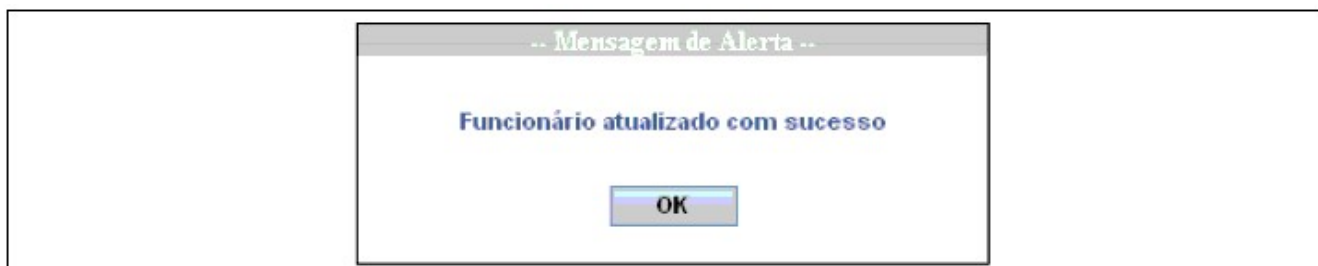 -- Mensagem de Alerta --
Funcionário atualizado com sucesso
OK